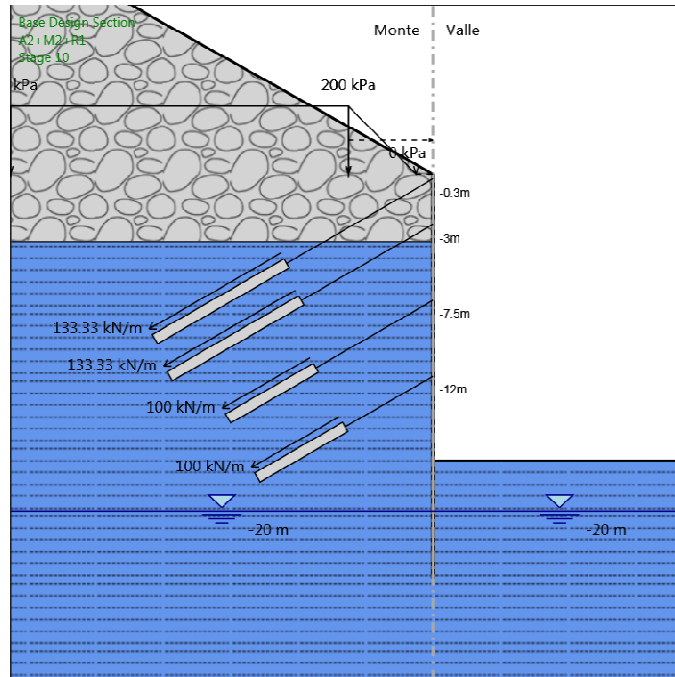 Base Design Section
A2+M2+R1
Stage 10
Monte
Valle
kPa
200 kPa
0 kPa
-0.3m
-3m
-7.5m
-12m
133.33 kN/m
133.33 kN/m
100 kN/m
100 kN/m
-20 m
-20 m